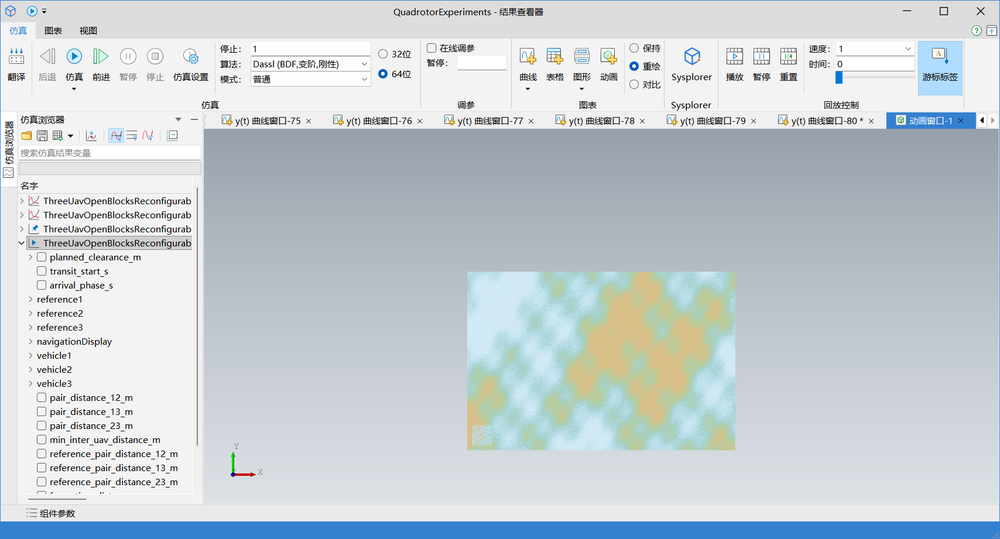 QuadrotorExperiments - 结果查看器
仿真
图表
视图
翻译
后退
仿真
前进
暂停
停止
仿真设置
停止: 1
算法: Dassl (BDF,变阶,刚性)
模式: 普通
32位
64位
仿真
在线调参
暂停:
调参
曲线
表格
图形
动画
保持
重绘
对比
图表
Sysplorer
Sysplorer
播放
暂停
重置
速度: 1
时间: 0
A
游标标签
回放控制
仿真浏览器
仿真浏览器
y(t) 曲线窗口-75
y(t) 曲线窗口-76
y(t) 曲线窗口-77
y(t) 曲线窗口-78
y(t) 曲线窗口-79
y(t) 曲线窗口-80 *
动画窗口-1
搜索仿真结果变量
名字
ThreeUavOpenBlocksReconfigurab
ThreeUavOpenBlocksReconfigurab
ThreeUavOpenBlocksReconfigurab
ThreeUavOpenBlocksReconfigurab
planned_clearance_m
transit_start_s
arrival_phase_s
reference1
reference2
reference3
navigationDisplay
vehicle1
vehicle2
vehicle3
pair_distance_12_m
pair_distance_13_m
pair_distance_23_m
min_inter_uav_distance_m
reference_pair_distance_12_m
reference_pair_distance_13_m
reference_pair_distance_23_m
Y
X
组件参数